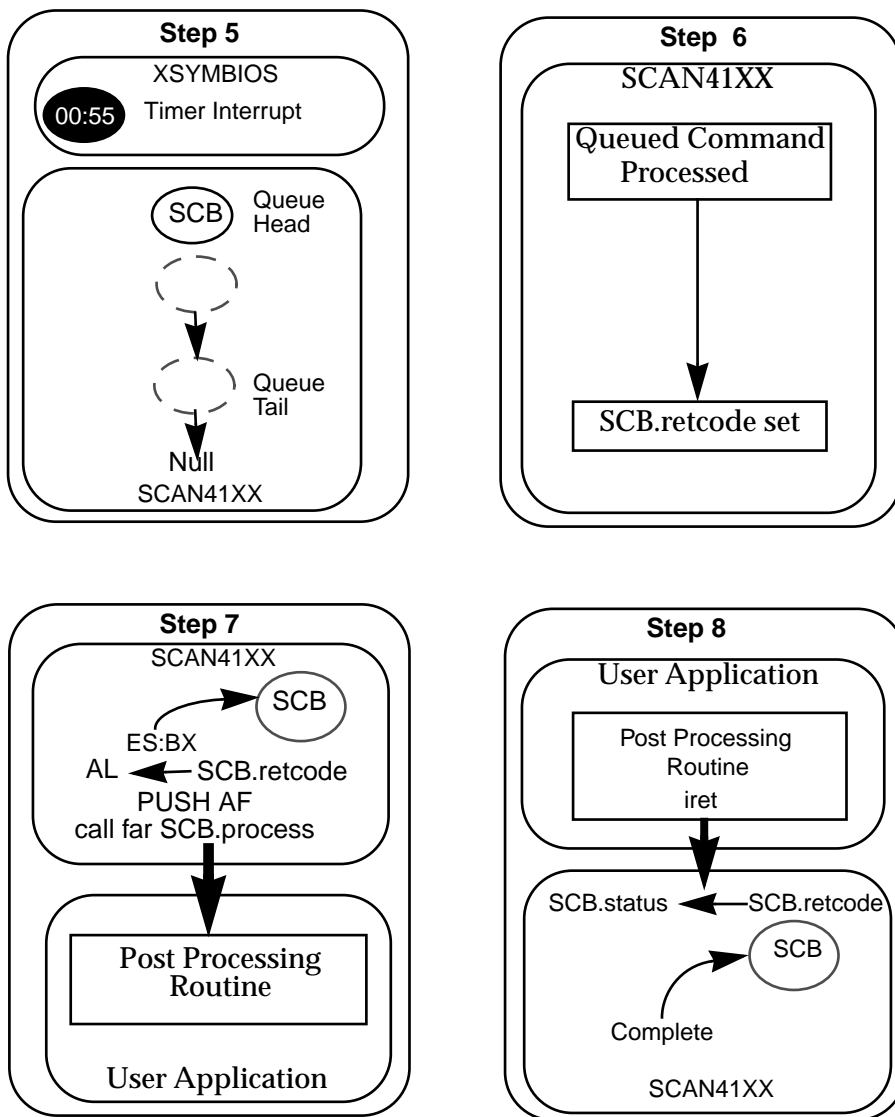 Step 5
XSYMBIOS
00:55 Timer Interrupt
SCB
Queue
Head
Queue
Tail
Null
SCAN41XX
Step 6
SCAN41XX
Queued Command
Processed
SCB.retcode set
Step 7
SCAN41XX
SCB
ES:BX
AL SCB.retcode
PUSH AF
call far SCB.process
Post Processing
Routine
User Application
Step 8
User Application
Post Processing
Routine
iret
SCB.status SCB.retcode
SCB
Complete
SCAN41XX